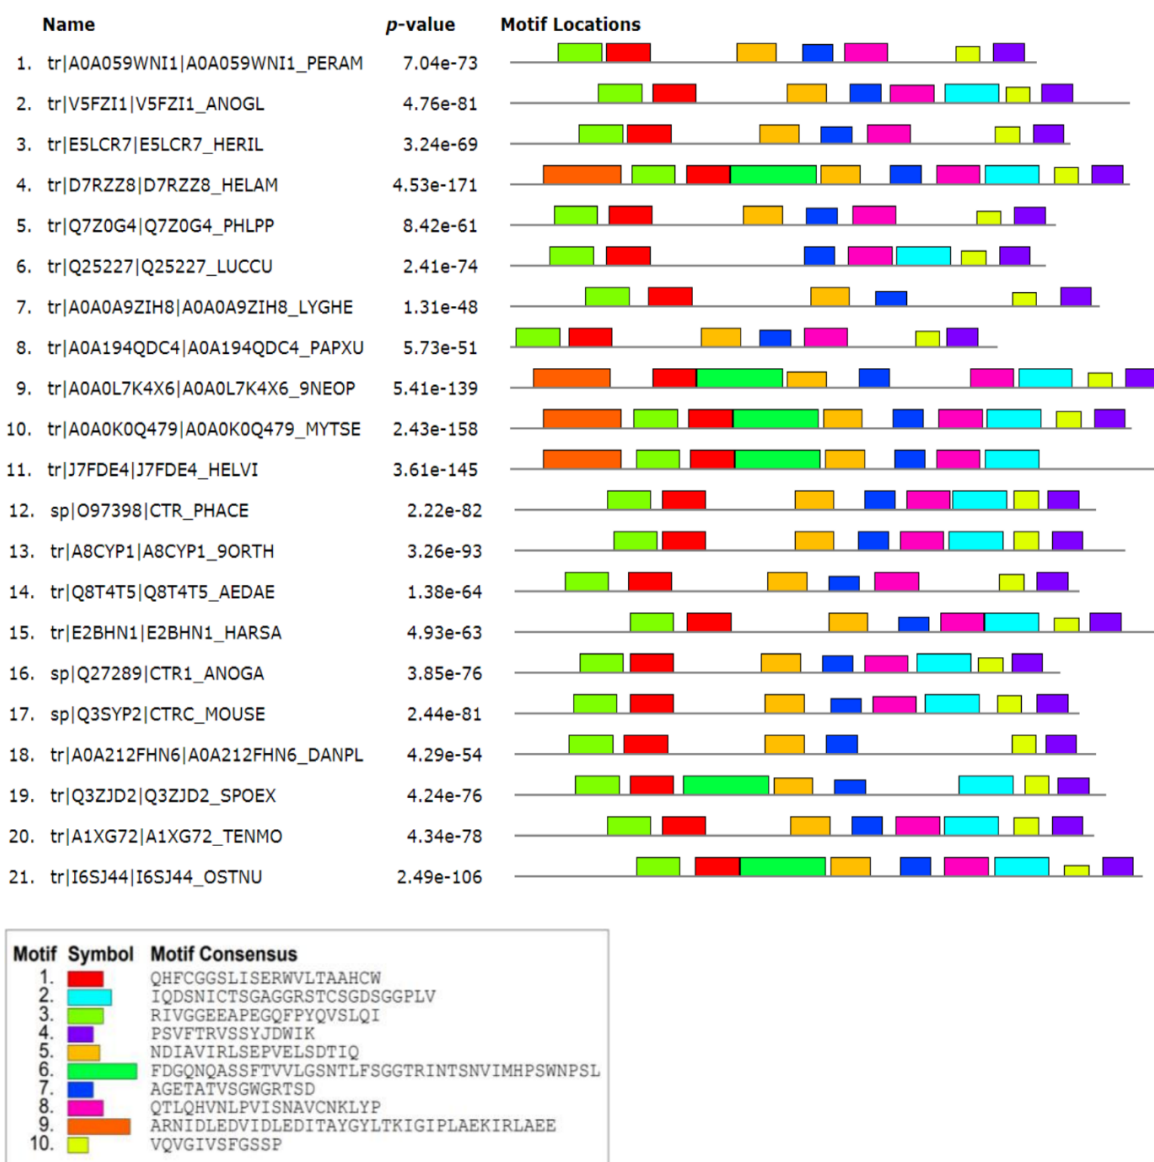 Name p-value Motif Locations
1. tr|A0A059WNI1|A0A059WNI1_PERAM 7.04e-73
2. tr|V5FZI1|V5FZI1_ANOGL 4.76e-81
3. tr|E5LCR7|E5LCR7_HERIL 3.24e-69
4. tr|D7RZZ8|D7RZZ8_HELAM 4.53e-171
5. tr|Q7Z0G4|Q7Z0G4_PHLPP 8.42e-61
6. tr|Q25227|Q25227_LUCCU 2.41e-74
7. tr|A0A0A9ZIH8|A0A0A9ZIH8_LYGHE 1.31e-48
8. tr|A0A194QDC4|A0A194QDC4_PAPXU 5.73e-51
9. tr|A0A0L7K4X6|A0A0L7K4X6_9NEOP 5.41e-139
10. tr|A0A0K0Q479|A0A0K0Q479_MYTSE 2.43e-158
11. tr|J7FDE4|J7FDE4_HELVI 3.61e-145
12. sp|O97398|CTR_PHACE 2.22e-82
13. tr|A8CYP1|A8CYP1_9ORTH 3.26e-93
14. tr|Q8T4T5|Q8T4T5_AEDAE 1.38e-64
15. tr|E2BHN1|E2BHN1_HARSA 4.93e-63
16. sp|Q27289|CTR1_ANOGA 3.85e-76
17. sp|Q3SYP2|CTRC_MOUSE 2.44e-81
18. tr|A0A212FHN6|A0A212FHN6_DANPL 4.29e-54
19. tr|Q3ZJD2|Q3ZJD2_SPOEX 4.24e-76
20. tr|A1XG72|A1XG72_TENMO 4.34e-78
21. tr|I6SJ44|I6SJ44_OSTNU 2.49e-106
Motif Symbol Motif Consensus
1. QHFCGGSLISERWVLTAAHCW
2. IQDSNICTSGAGGRSTCSGDSGGPLV
3. RIVGGEEAPEGQFPYQVSLQI
4. PSVFTRVSSYJDWIK
5. NDIAVIRLSEPVELSDTIQ
6. FDGQNQASSFTVVLGSNTLFSGGTRINTSNVIMHPSWNPSL
7. AGETATVSGWGRTSD
8. QTLQHVNLPVISNAVCNKLYP
9. ARNIDLEDVIDLEDITAYGYLTKIGIPLAEKIRLAEE
10. VQVGIVSFGSSP